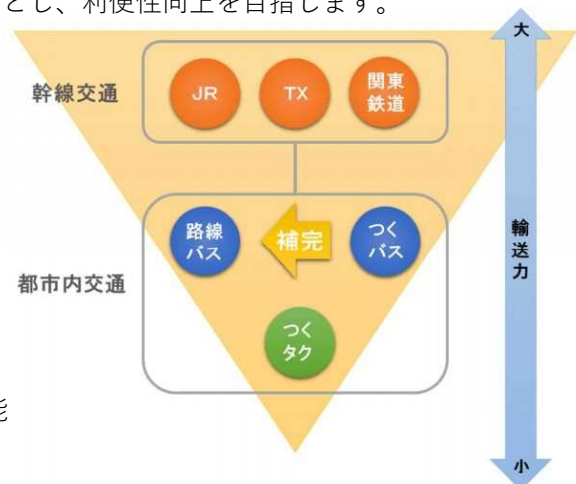 とし、利便性向上を目指します。
大
幹線交通
JR
TX
関東
鉄道
路線
バス
補完
つく
バス
輸送力
都市内交通
つく
タク
能
小